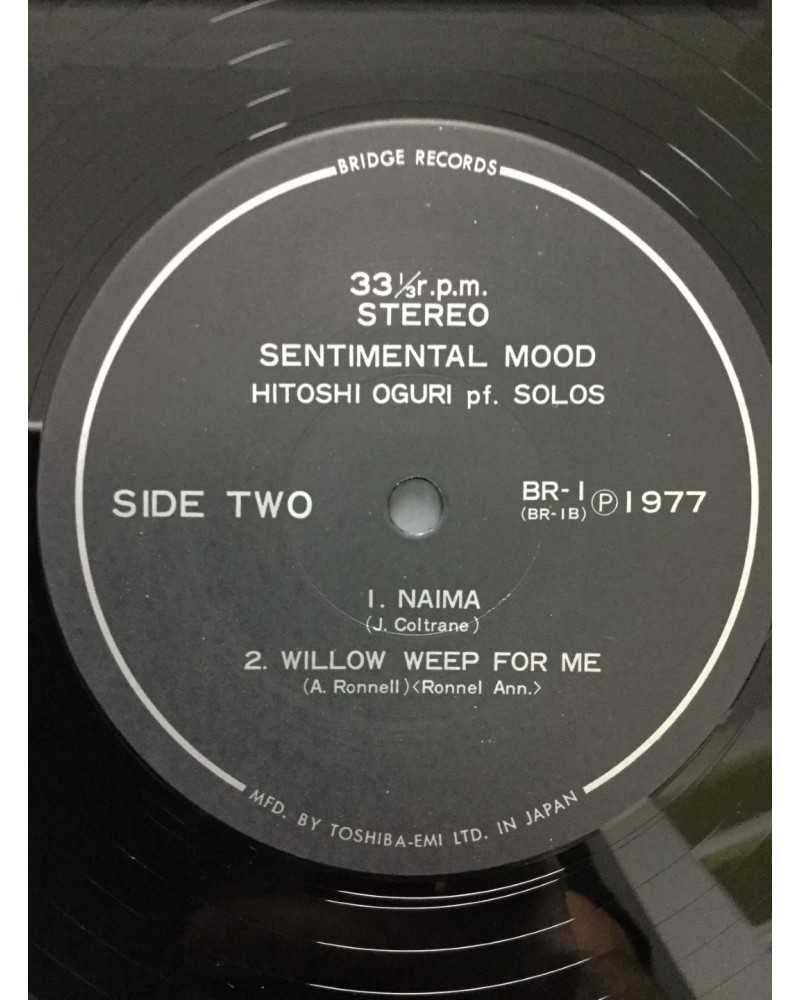 BRIDGE RECORDS
33⅓r.p.m.
STEREO
SENTIMENTAL MOOD
HITOSHI OGURI pf. SOLOS
SIDE TWO
BR-1 Ⓟ1977
(BR-1B)
1. NAIMA
(J. Coltrane)
2. WILLOW WEEP FOR ME
(A. Ronnell)<Ronnel Ann.>
MFD. BY TOSHIBA-EMI LTD. IN JAPAN